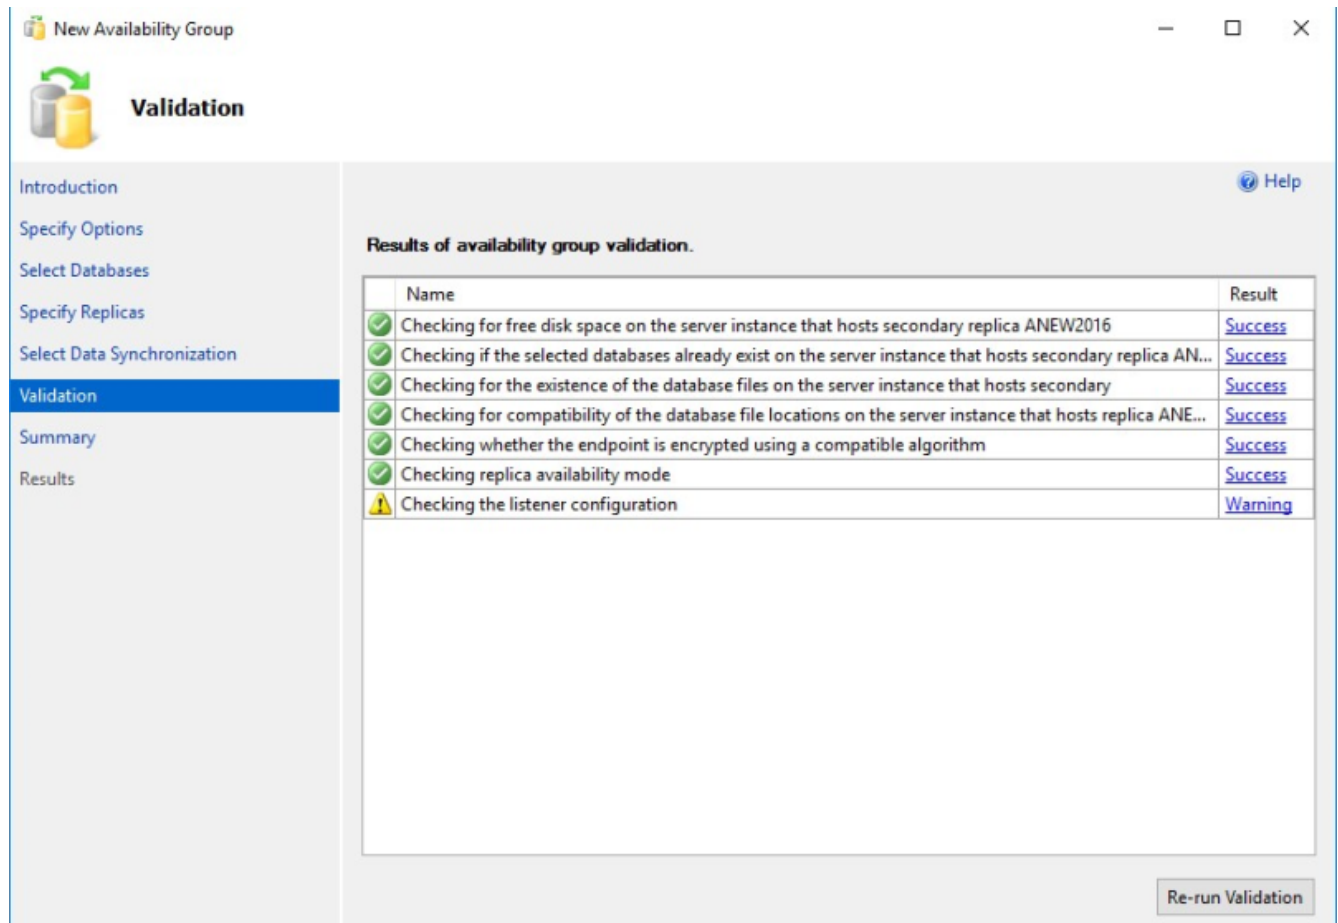 New Availability Group
Validation
Introduction
Specify Options
Select Databases
Specify Replicas
Select Data Synchronization
Validation
Summary
Results
Help
Results of availability group validation.
Name Result
Checking for free disk space on the server instance that hosts secondary replica ANEW2016 Success
Checking if the selected databases already exist on the server instance that hosts secondary replica AN... Success
Checking for the existence of the database files on the server instance that hosts secondary Success
Checking for compatibility of the database file locations on the server instance that hosts replica ANE... Success
Checking whether the endpoint is encrypted using a compatible algorithm Success
Checking replica availability mode Success
Checking the listener configuration Warning
Re-run Validation